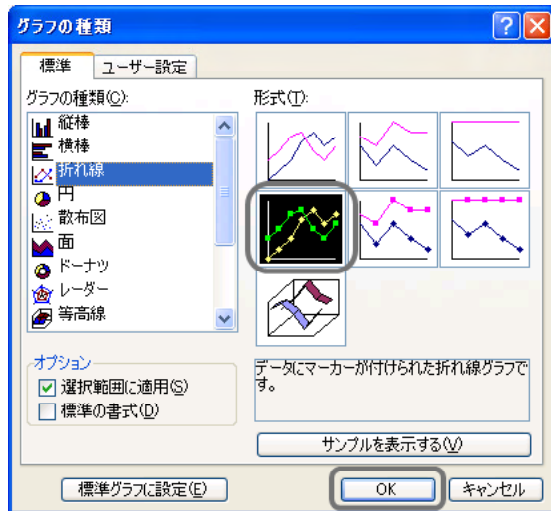 グラフの種類
標準
ユーザー設定
グラフの種類(C):
縦棒
横棒
折れ線
円
散布図
面
ドーナツ
レーダー
等高線
形式(T):
オプション
選択範囲に適用(S)
標準の書式(D)
データにマーカーが付けられた折れ線グラフで
す。
サンプルを表示する(V)
標準グラフに設定(E)
OK
キャンセル